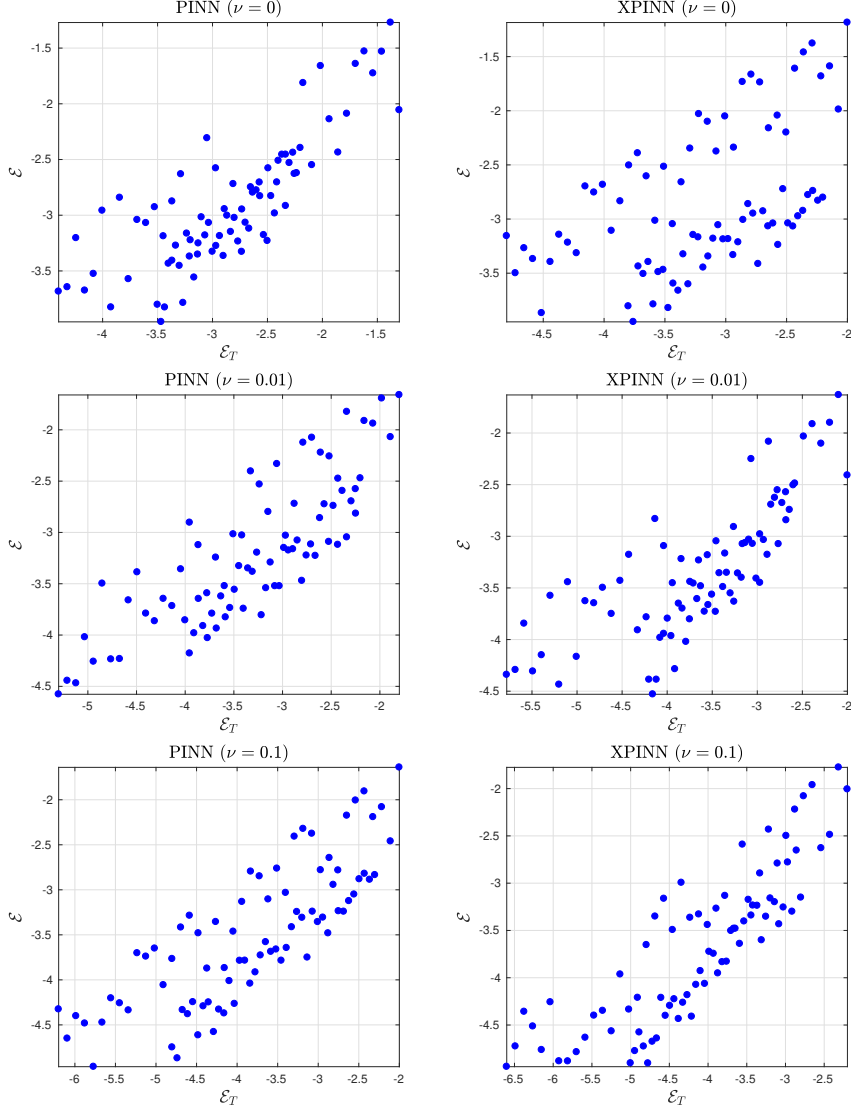 PINN (ν = 0)
-1.5
-2
-2.5
-3
-3.5
ℰ
-4 -3.5 -3 -2.5 -2 -1.5
ℰ_T
XPINN (ν = 0)
-1.5
-2
-2.5
-3
-3.5
ℰ
-4.5 -4 -3.5 -3 -2.5 -2
ℰ_T
PINN (ν = 0.01)
-2
-2.5
-3
-3.5
-4
-4.5
ℰ
-5 -4.5 -4 -3.5 -3 -2.5 -2
ℰ_T
XPINN (ν = 0.01)
-2
-2.5
-3
-3.5
-4
-4.5
ℰ
-5.5 -5 -4.5 -4 -3.5 -3 -2.5 -2
ℰ_T
PINN (ν = 0.1)
-2
-2.5
-3
-3.5
-4
-4.5
ℰ
-6 -5.5 -5 -4.5 -4 -3.5 -3 -2.5 -2
ℰ_T
XPINN (ν = 0.1)
-2
-2.5
-3
-3.5
-4
-4.5
ℰ
-6.5 -6 -5.5 -5 -4.5 -4 -3.5 -3 -2.5
ℰ_T